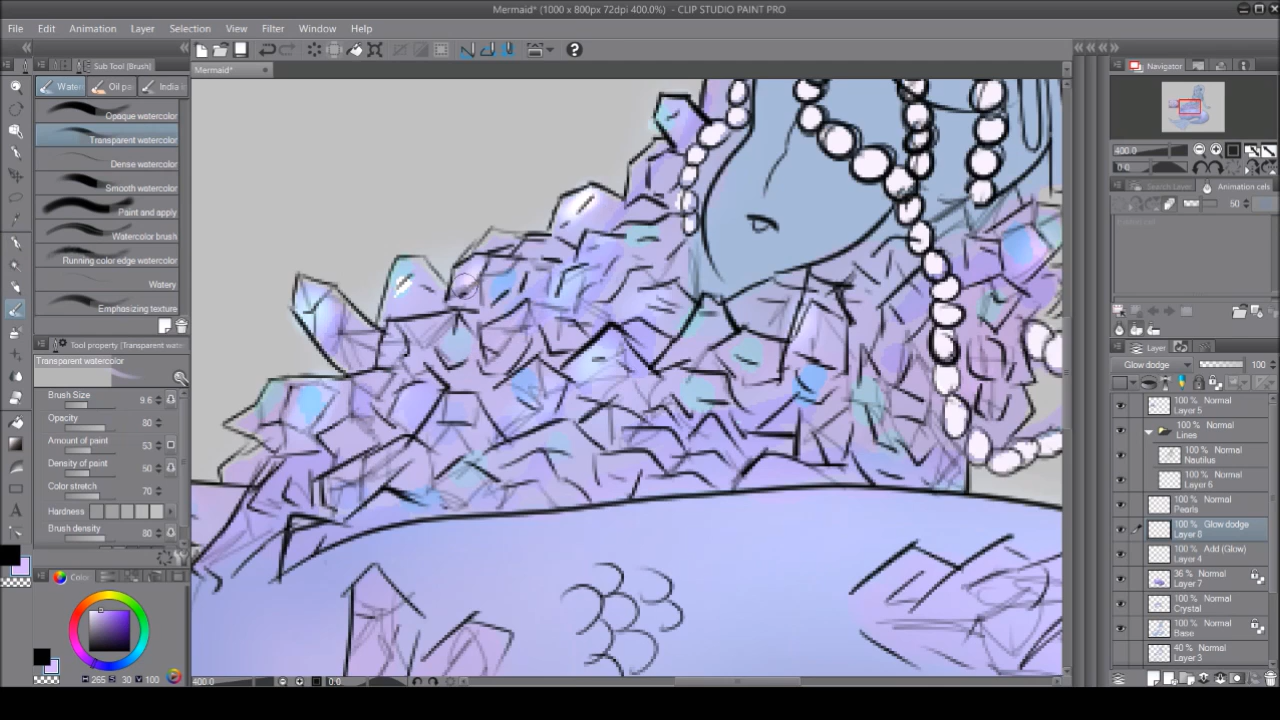 Mermaid* (1000 x 800px 72dpi 400.0%) - CLIP STUDIO PAINT PRO
File Edit Animation Layer Selection View Filter Window Help
Sub Tool (Brush)
Mermaid*
Navigator
Water Oil pa India i
Opaque watercolor
Transparent watercolor
Dense watercolor
Smooth watercolor
Paint and apply
Watercolor brush
Running color edge watercolor
Watery
Emphasizing texture
Tool property (Transparent wate
Transparent watercolor
Brush Size 9.6
Opacity 80
Amount of paint 53
Density of paint 50
Color stretch 70
Hardness
Brush density 80
Color
H 265 S 30 V 100
400.0 0.0
400.0
0.0
Search Layer Animation cels
50
Layer
Glow dodge 100
100 % Normal
Layer 5
100 % Normal
Lines
100 % Normal
Nautilus
100 % Normal
Layer 6
100 % Normal
Pearls
100 % Glow dodge
Layer 8
100 % Add (Glow)
Layer 4
36 % Normal
Layer 7
100 % Normal
Crystal
100 % Normal
Base
40 % Normal
Layer 3